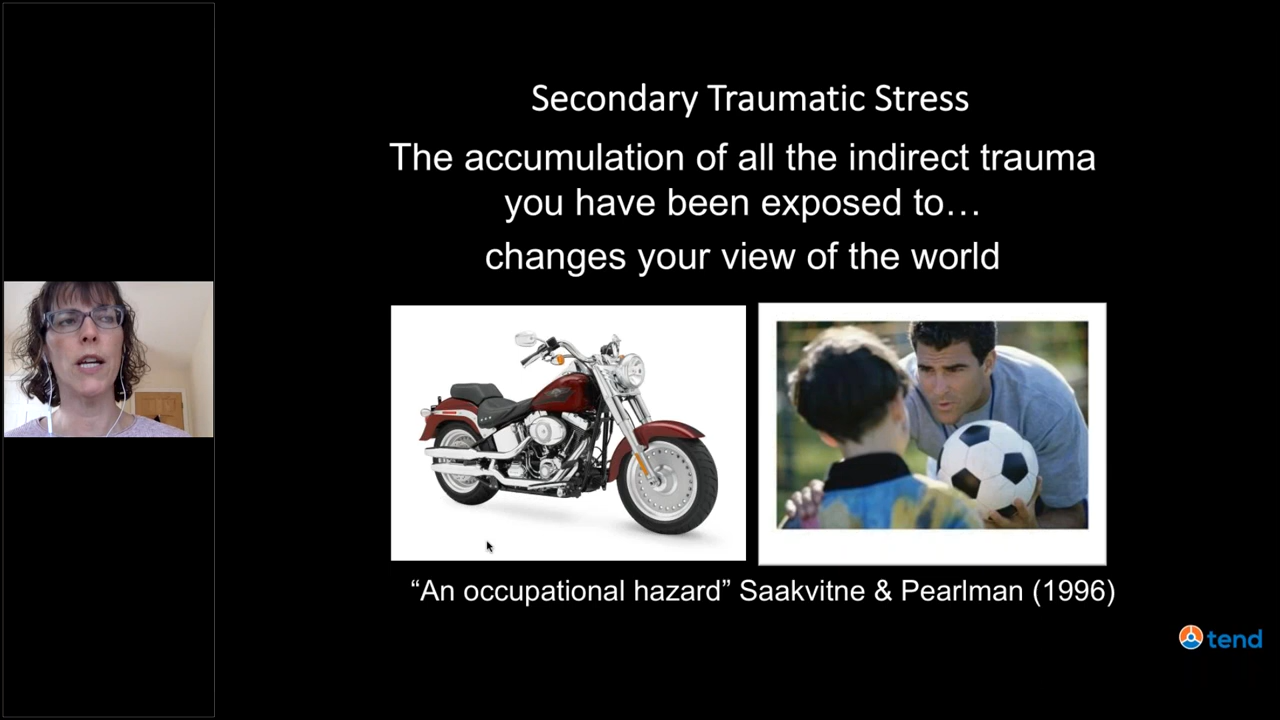 Secondary Traumatic Stress
The accumulation of all the indirect trauma
you have been exposed to…
changes your view of the world
“An occupational hazard” Saakvitne & Pearlman (1996)
tend